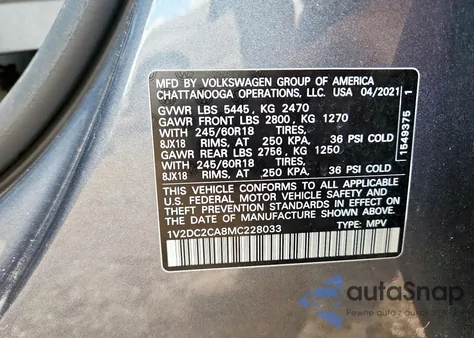 MFD. BY VOLKSWAGEN GROUP OF AMERICA
CHATTANOOGA OPERATIONS, LLC. USA 04/2021
GVWR LBS 5445 , KG 2470
GAWR FRONT LBS 2800 , KG 1270
WITH 245/60R18 TIRES,
8JX18 RIMS, AT 250 KPA, 36 PSI COLD
GAWR REAR LBS 2756 , KG 1250
WITH 245/60R18 TIRES,
8JX18 RIMS, AT 250 KPA, 36 PSI COLD
THIS VEHICLE CONFORMS TO ALL APPLICABLE
U.S. FEDERAL MOTOR VEHICLE SAFETY AND
THEFT PREVENTION STANDARDS IN EFFECT
ON THE DATE OF MANUFACTURE SHOWN ABOVE.
1V2DC2CA8MC228033 TYPE: MPV
11549375 1
autoSnap
Pewne auta z aukcji